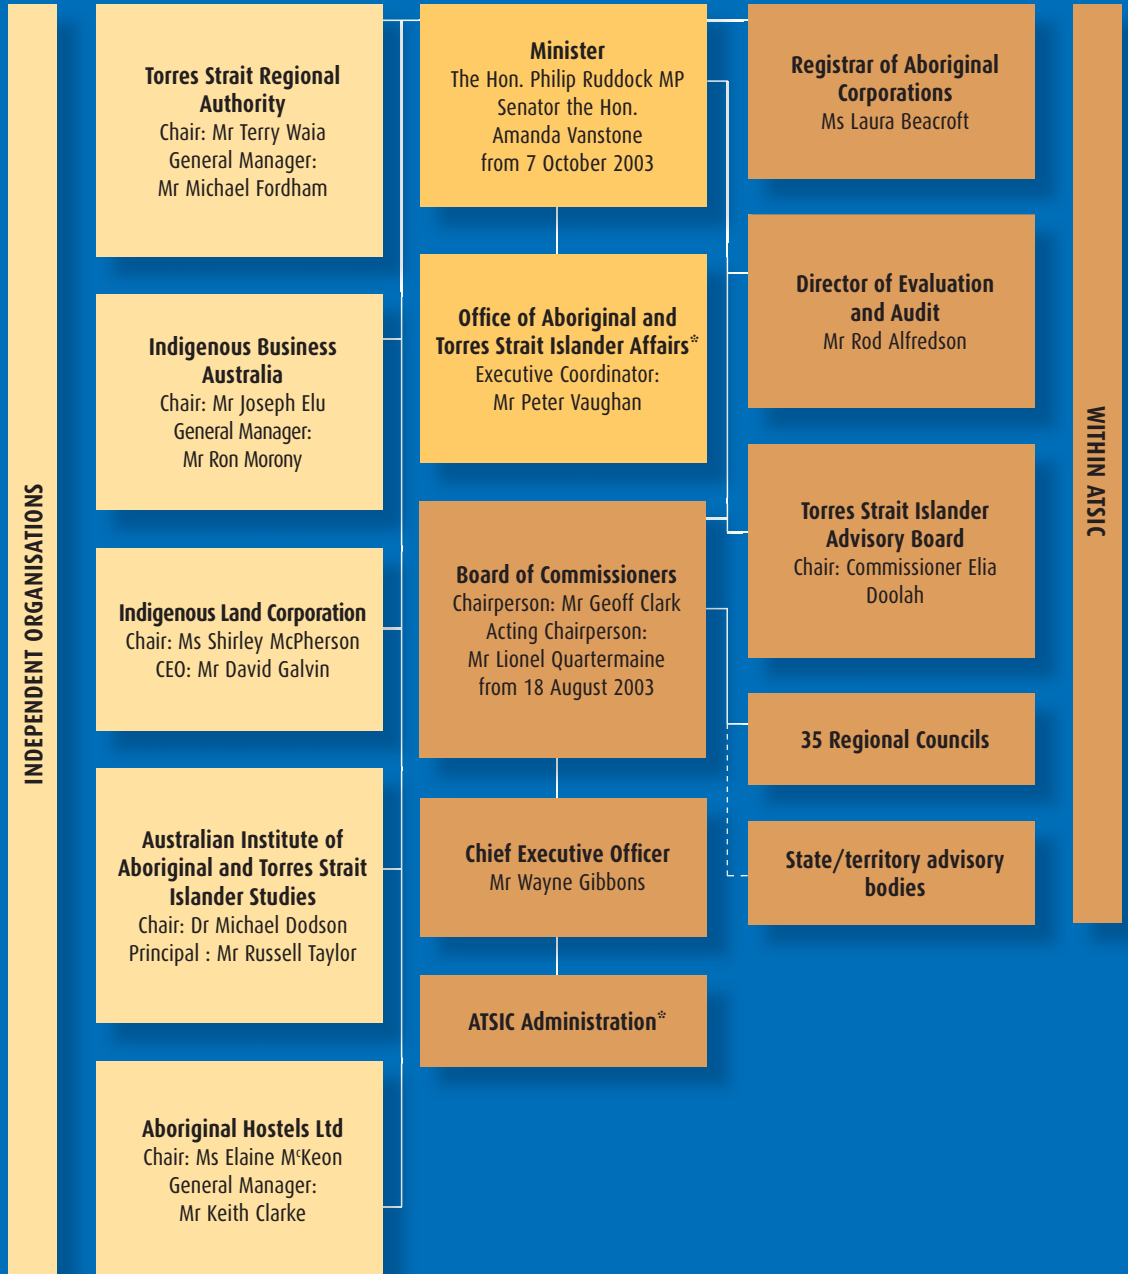 INDEPENDENT ORGANISATIONS
Torres Strait Regional
Authority
Chair: Mr Terry Waia
General Manager:
Mr Michael Fordham
Indigenous Business
Australia
Chair: Mr Joseph Elu
General Manager:
Mr Ron Morony
Indigenous Land Corporation
Chair: Ms Shirley McPherson
CEO: Mr David Galvin
Australian Institute of
Aboriginal and Torres Strait
Islander Studies
Chair: Dr Michael Dodson
Principal : Mr Russell Taylor
Aboriginal Hostels Ltd
Chair: Ms Elaine McKeon
General Manager:
Mr Keith Clarke
Minister
The Hon. Philip Ruddock MP
Senator the Hon.
Amanda Vanstone
from 7 October 2003
Office of Aboriginal and
Torres Strait Islander Affairs*
Executive Coordinator:
Mr Peter Vaughan
Board of Commissioners
Chairperson: Mr Geoff Clark
Acting Chairperson:
Mr Lionel Quartermaine
from 18 August 2003
Chief Executive Officer
Mr Wayne Gibbons
ATSIC Administration*
Registrar of Aboriginal
Corporations
Ms Laura Beacroft
Director of Evaluation
and Audit
Mr Rod Alfredson
Torres Strait Islander
Advisory Board
Chair: Commissioner Elia
Doolah
35 Regional Councils
State/territory advisory
bodies
WITHIN ATSIC